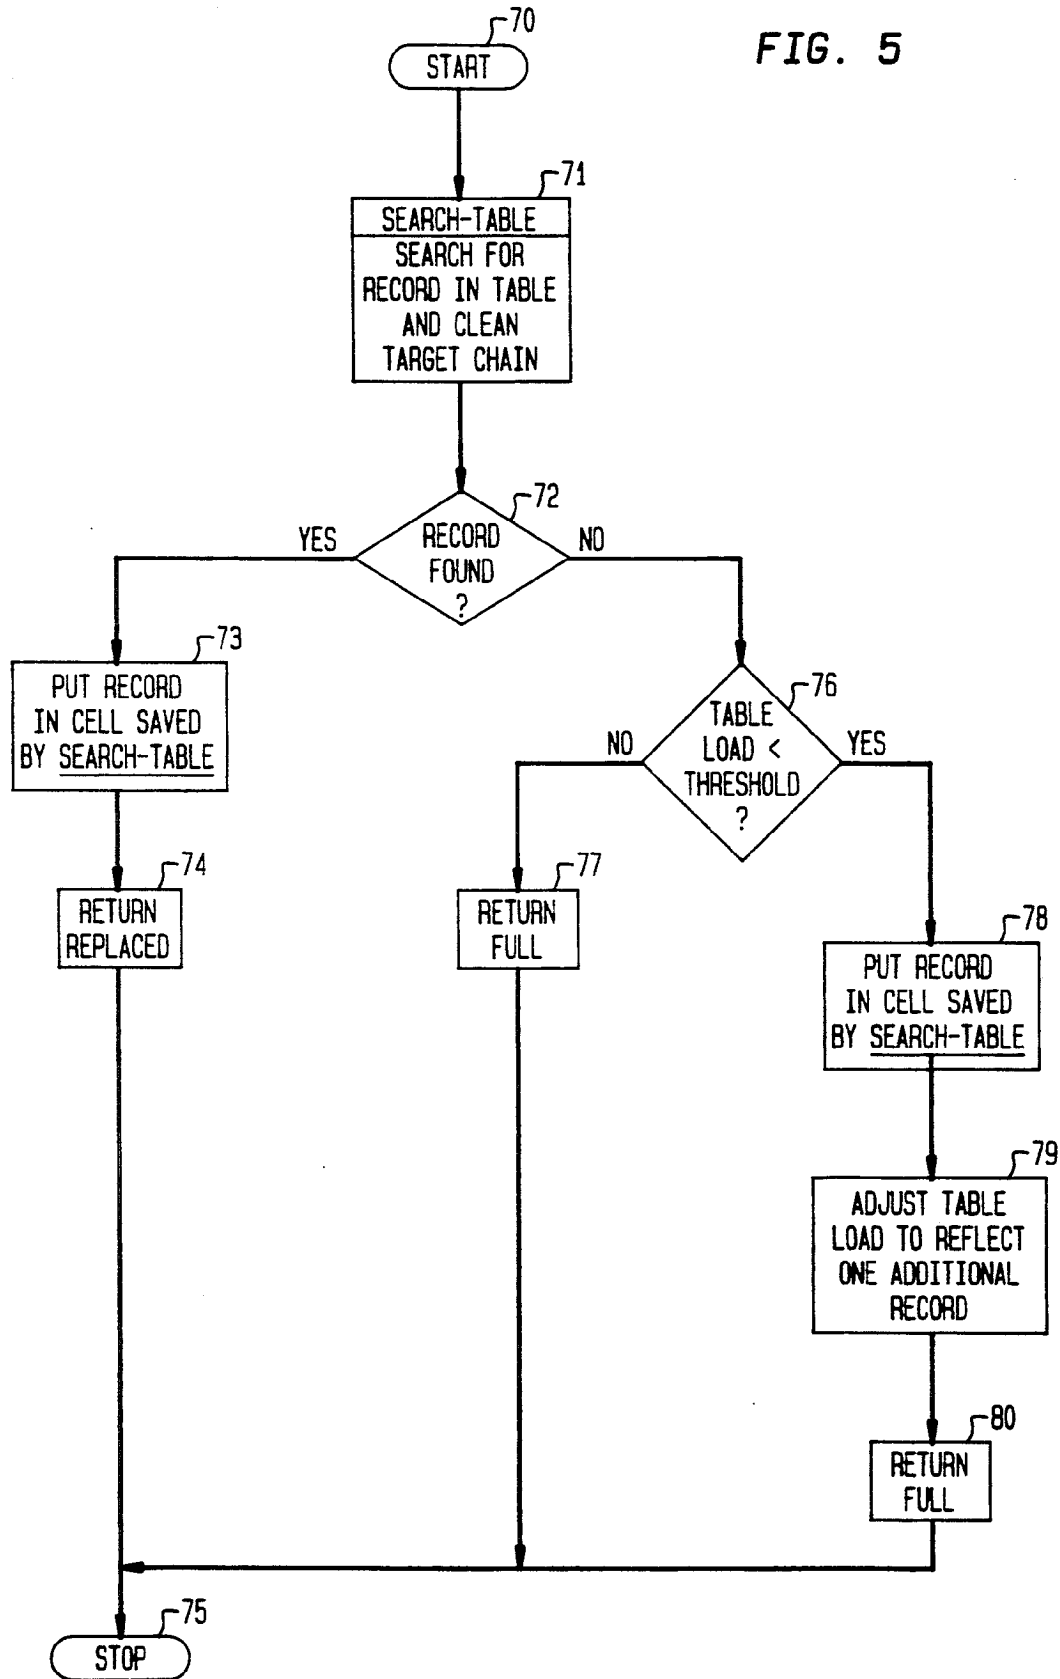 FIG. 5
70
START
71
SEARCH-TABLE
SEARCH FOR
RECORD IN TABLE
AND CLEAN
TARGET CHAIN
72
RECORD
FOUND
?
YES
NO
73
PUT RECORD
IN CELL SAVED
BY SEARCH-TABLE
74
RETURN
REPLACED
76
TABLE
LOAD <
THRESHOLD
?
NO
YES
77
RETURN
FULL
78
PUT RECORD
IN CELL SAVED
BY SEARCH-TABLE
79
ADJUST TABLE
LOAD TO REFLECT
ONE ADDITIONAL
RECORD
80
RETURN
FULL
75
STOP